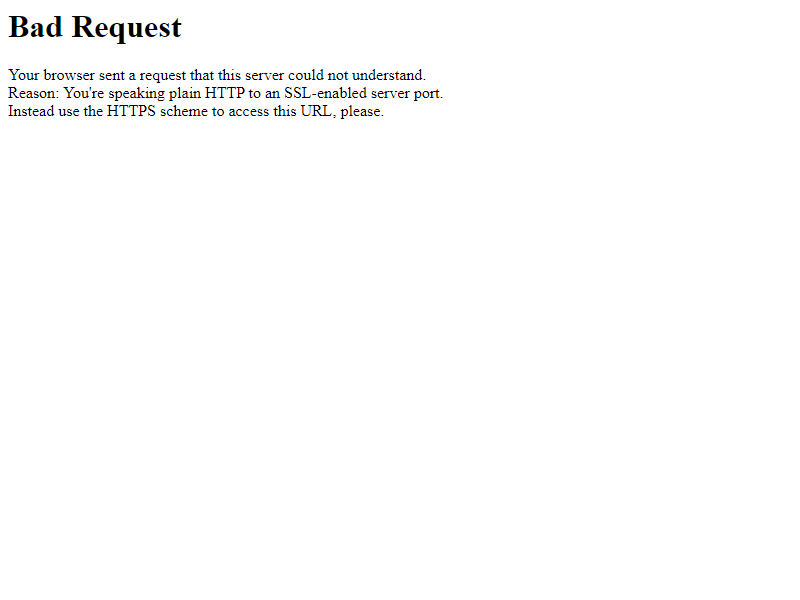 Bad Request
Your browser sent a request that this server could not understand.
Reason: You're speaking plain HTTP to an SSL-enabled server port.
Instead use the HTTPS scheme to access this URL, please.